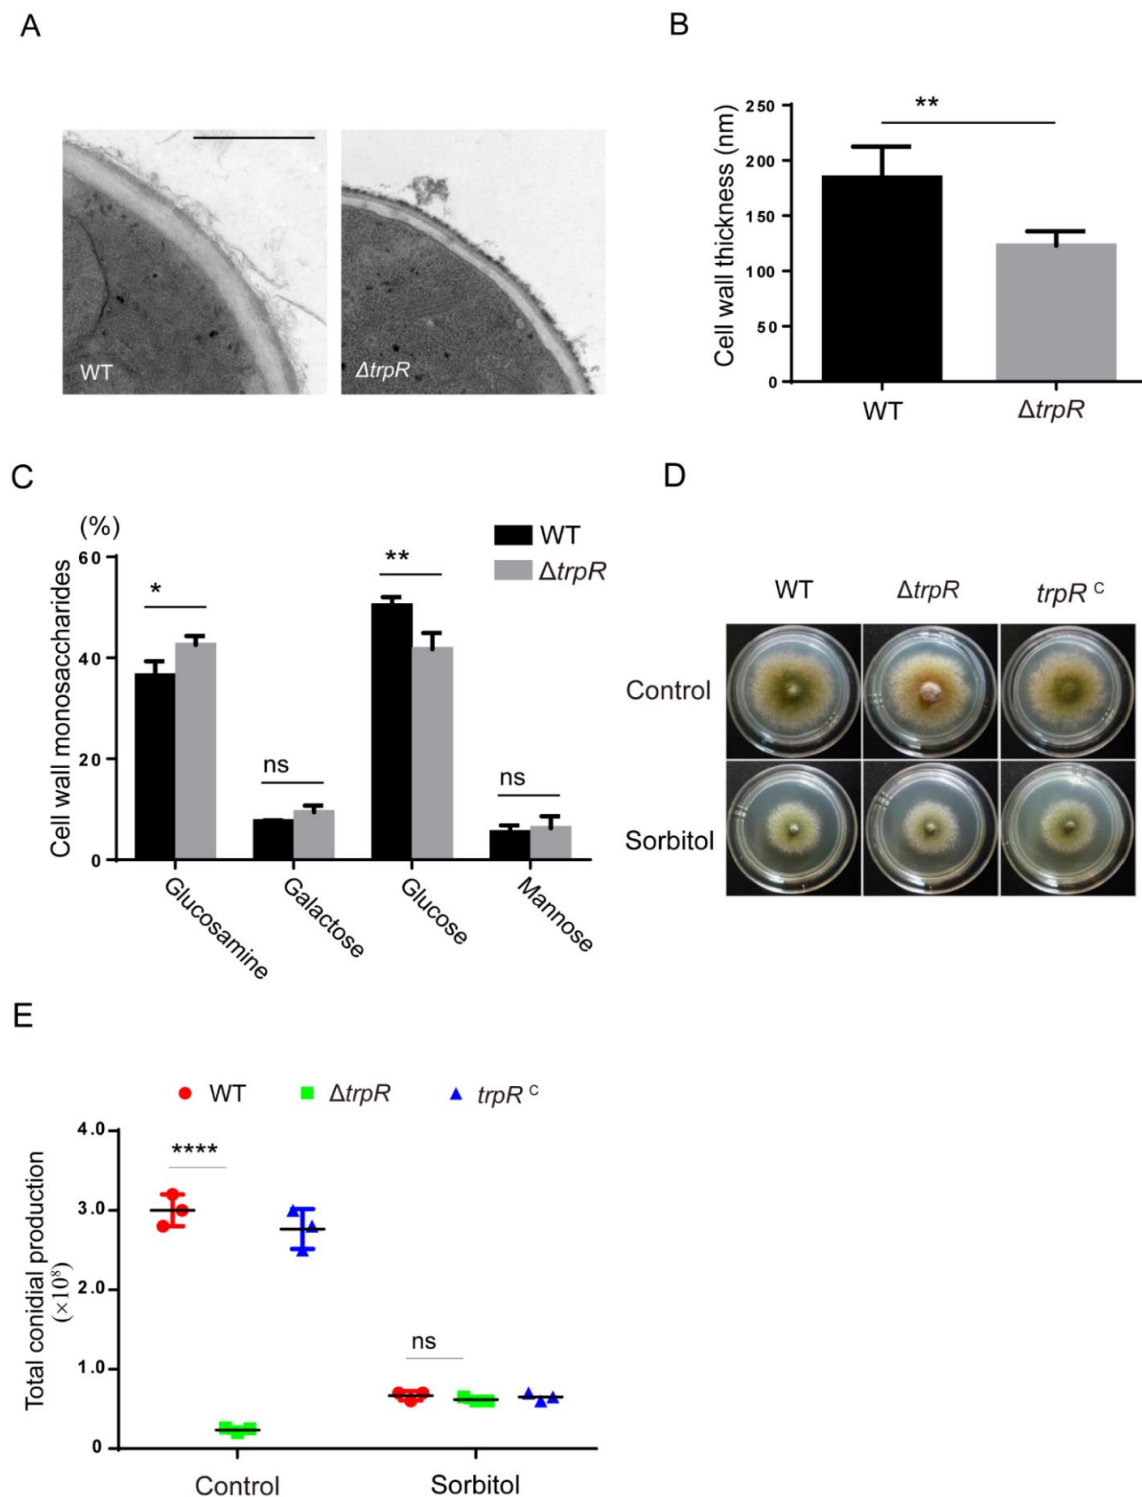 A
WT
ΔtrpR
B
**
Cell wall thickness (nm)
250
200
150
100
50
0
WT
ΔtrpR
C
(%)
Cell wall monosaccharides
60
40
20
0
WT
ΔtrpR
*
ns
**
ns
Glucosamine
Galactose
Glucose
Mannose
D
WT
ΔtrpR
trpR C
Control
Sorbitol
E
WT
ΔtrpR
trpR C
Total conidial production
(×10⁸)
4.0
3.0
2.0
1.0
0
****
ns
Control
Sorbitol